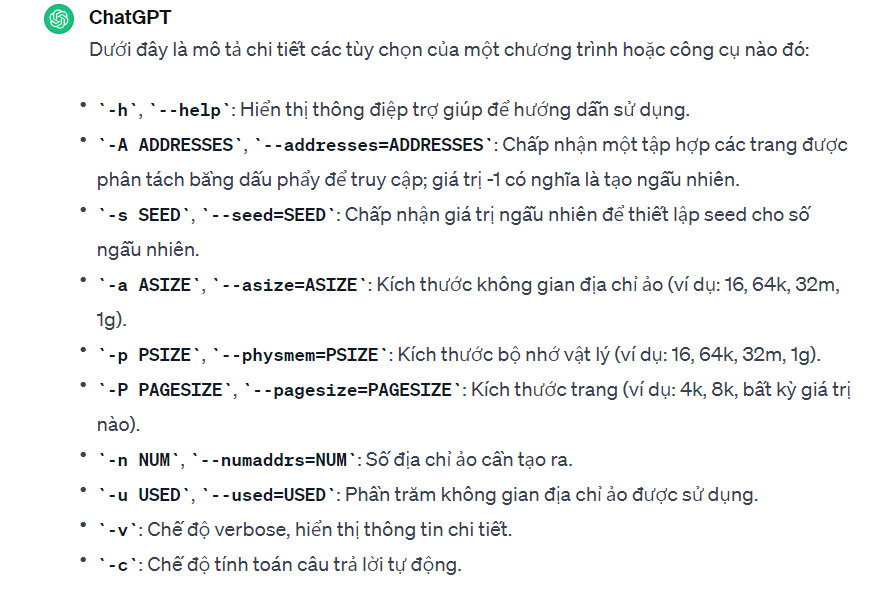 ChatGPT
Dưới đây là mô tả chi tiết các tùy chọn của một chương trình hoặc công cụ nào đó:
• `-h`, `--help`: Hiển thị thông điệp trợ giúp để hướng dẫn sử dụng.
• `-A ADDRESSES`, `--addresses=ADDRESSES`: Chấp nhận một tập hợp các trang được
phân tách bằng dấu phẩy để truy cập; giá trị -1 có nghĩa là tạo ngẫu nhiên.
• `-s SEED`, `--seed=SEED`: Chấp nhận giá trị ngẫu nhiên để thiết lập seed cho số
ngẫu nhiên.
• `-a ASIZE`, `--asize=ASIZE`: Kích thước không gian địa chỉ ảo (ví dụ: 16, 64k, 32m,
1g).
• `-p PSIZE`, `--physmem=PSIZE`: Kích thước bộ nhớ vật lý (ví dụ: 16, 64k, 32m, 1g).
• `-P PAGESIZE`, `--pagesize=PAGESIZE`: Kích thước trang (ví dụ: 4k, 8k, bất kỳ giá trị
nào).
• `-n NUM`, `--numaddrs=NUM`: Số địa chỉ ảo cần tạo ra.
• `-u USED`, `--used=USED`: Phần trăm không gian địa chỉ ảo được sử dụng.
• `-v`: Chế độ verbose, hiển thị thông tin chi tiết.
• `-c`: Chế độ tính toán câu trả lời tự động.